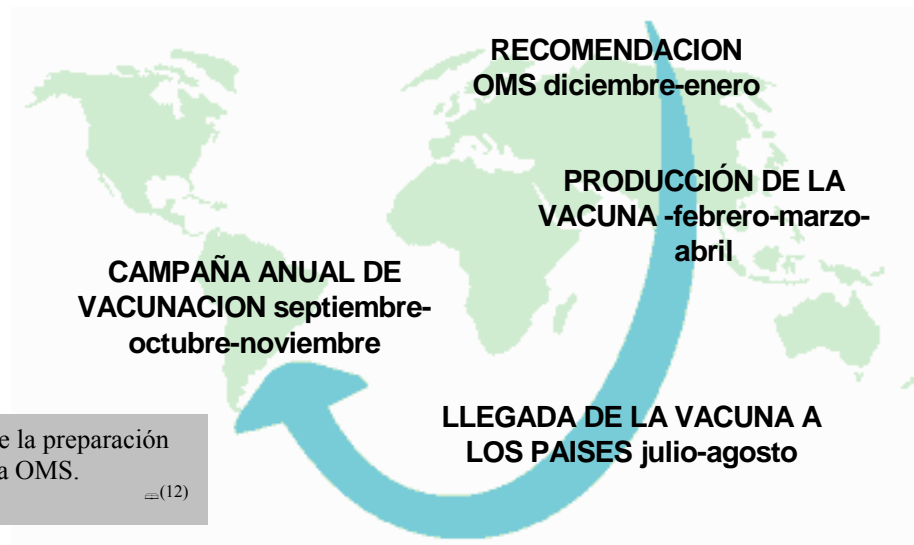 RECOMENDACION
OMS diciembre-enero
PRODUCCIÓN DE LA
VACUNA -febrero-marzo-
abril
CAMPAÑA ANUAL DE
VACUNACION septiembre-
octubre-noviembre
LLEGADA DE LA VACUNA A
LOS PAISES julio-agosto
e la preparación
a OMS.
(12)